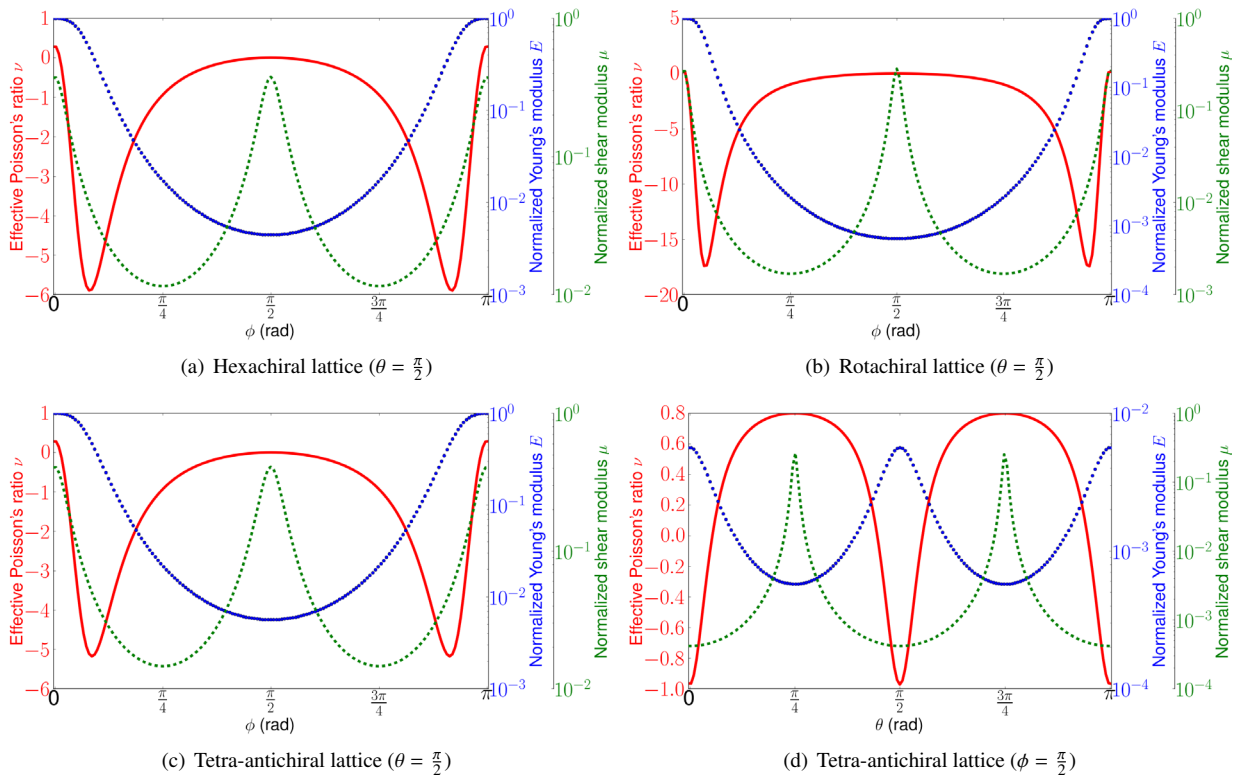 1
0
−1
−2
−3
−4
−5
−6
Effective Poisson's ratio ν
0
π/4
π/2
3π/4
π
ϕ (rad)
10^0
10^-1
10^-2
10^-3
Normalized Young's modulus E
10^0
10^-1
10^-2
Normalized shear modulus μ
(a) Hexachiral lattice (θ = π/2)
5
0
−5
−10
−15
−20
Effective Poisson's ratio ν
0
π/4
π/2
3π/4
π
ϕ (rad)
10^0
10^-1
10^-2
10^-3
10^-4
Normalized Young's modulus E
10^0
10^-1
10^-2
10^-3
Normalized shear modulus μ
(b) Rotachiral lattice (θ = π/2)
1
0
−1
−2
−3
−4
−5
−6
Effective Poisson's ratio ν
0
π/4
π/2
3π/4
π
ϕ (rad)
10^0
10^-1
10^-2
10^-3
Normalized Young's modulus E
10^0
10^-1
10^-2
Normalized shear modulus μ
(c) Tetra-antichiral lattice (θ = π/2)
0.8
0.6
0.4
0.2
0.0
−0.2
−0.4
−0.6
−0.8
−1.0
Effective Poisson's ratio ν
0
π/4
π/2
3π/4
π
θ (rad)
10^-2
10^-3
10^-4
Normalized Young's modulus E
10^0
10^-1
10^-2
10^-3
10^-4
Normalized shear modulus μ
(d) Tetra-antichiral lattice (ϕ = π/2)